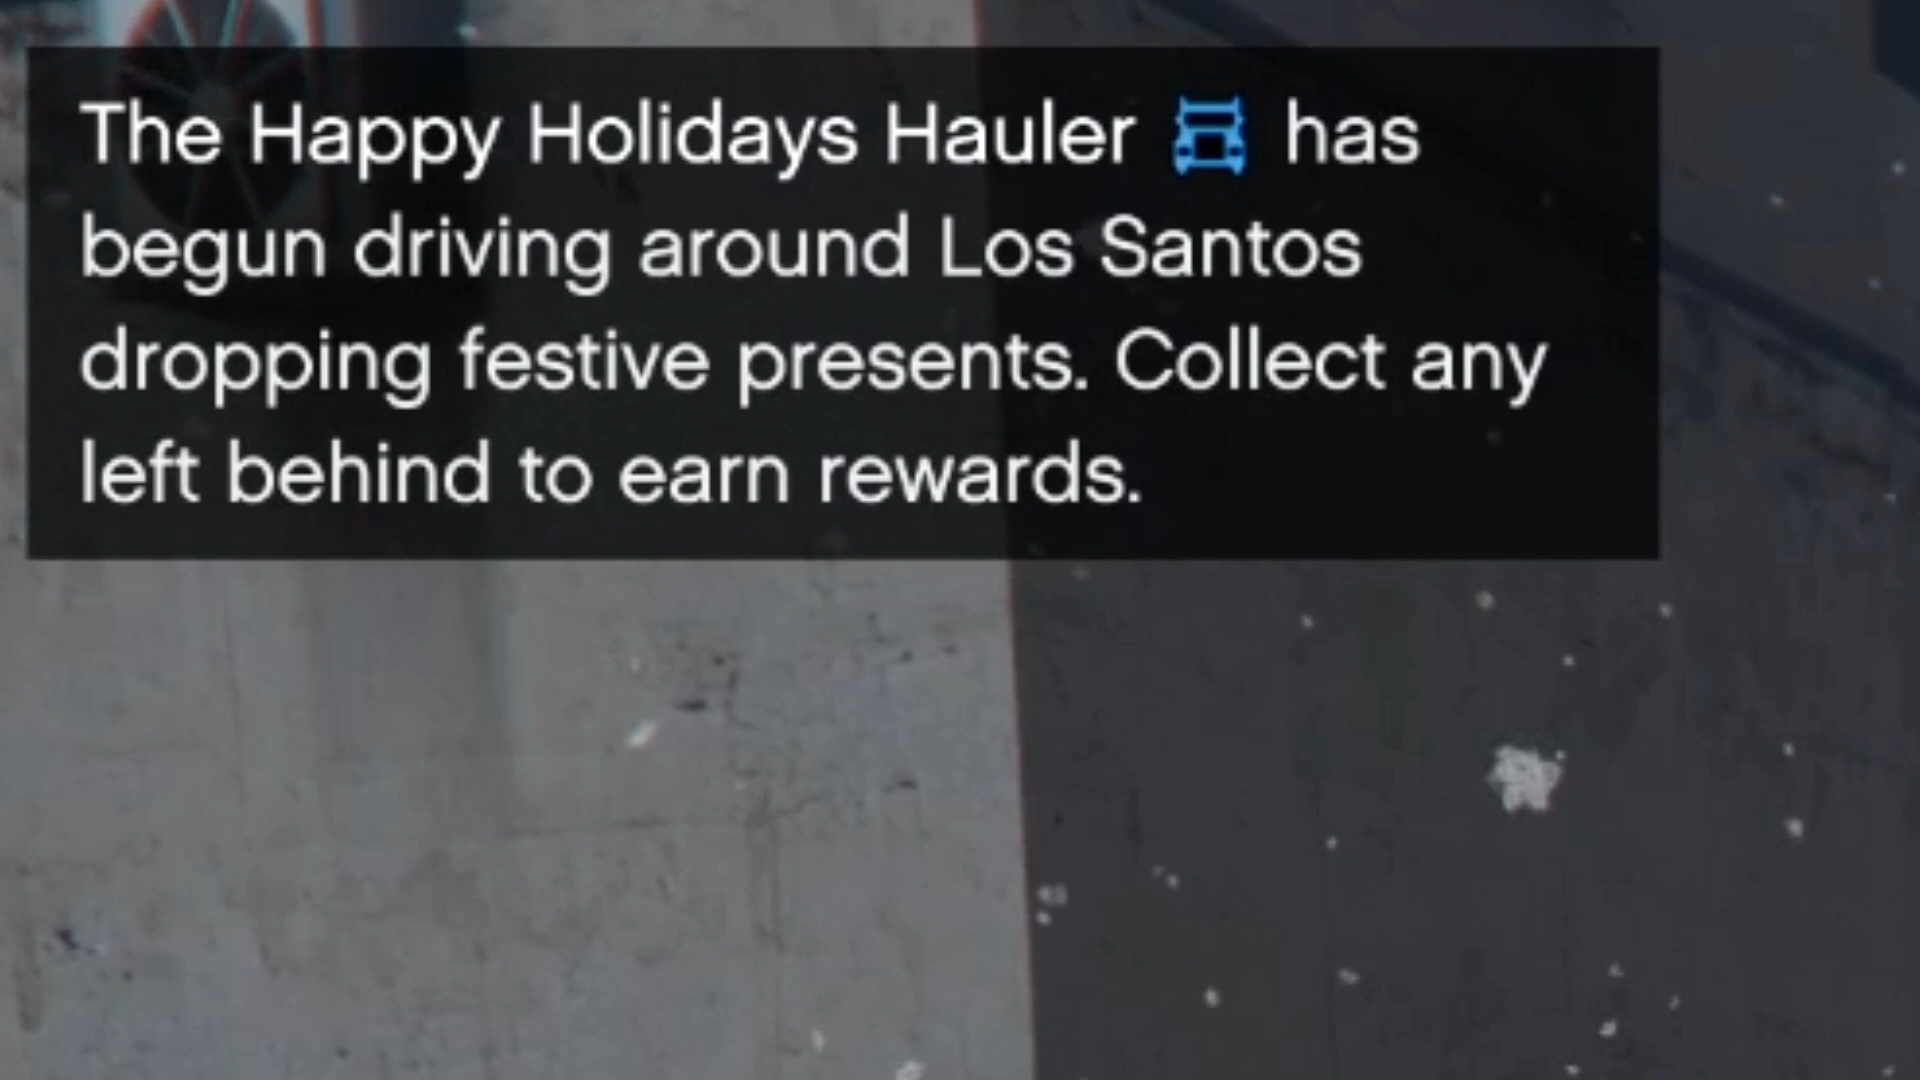 The Happy Holidays Hauler has
begun driving around Los Santos
dropping festive presents. Collect any
left behind to earn rewards.